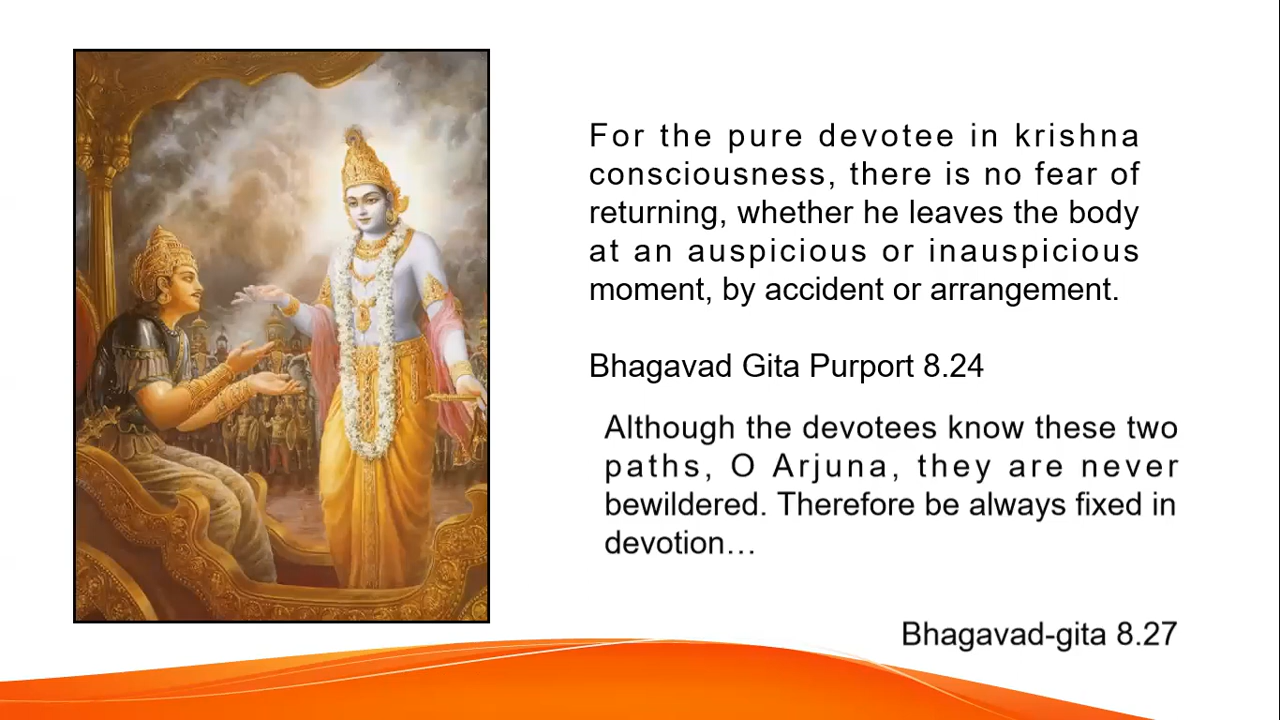 For the pure devotee in krishna
consciousness, there is no fear of
returning, whether he leaves the body
at an auspicious or inauspicious
moment, by accident or arrangement.
Bhagavad Gita Purport 8.24
Although the devotees know these two
paths, O Arjuna, they are never
bewildered. Therefore be always fixed in
devotion…
Bhagavad-gita 8.27